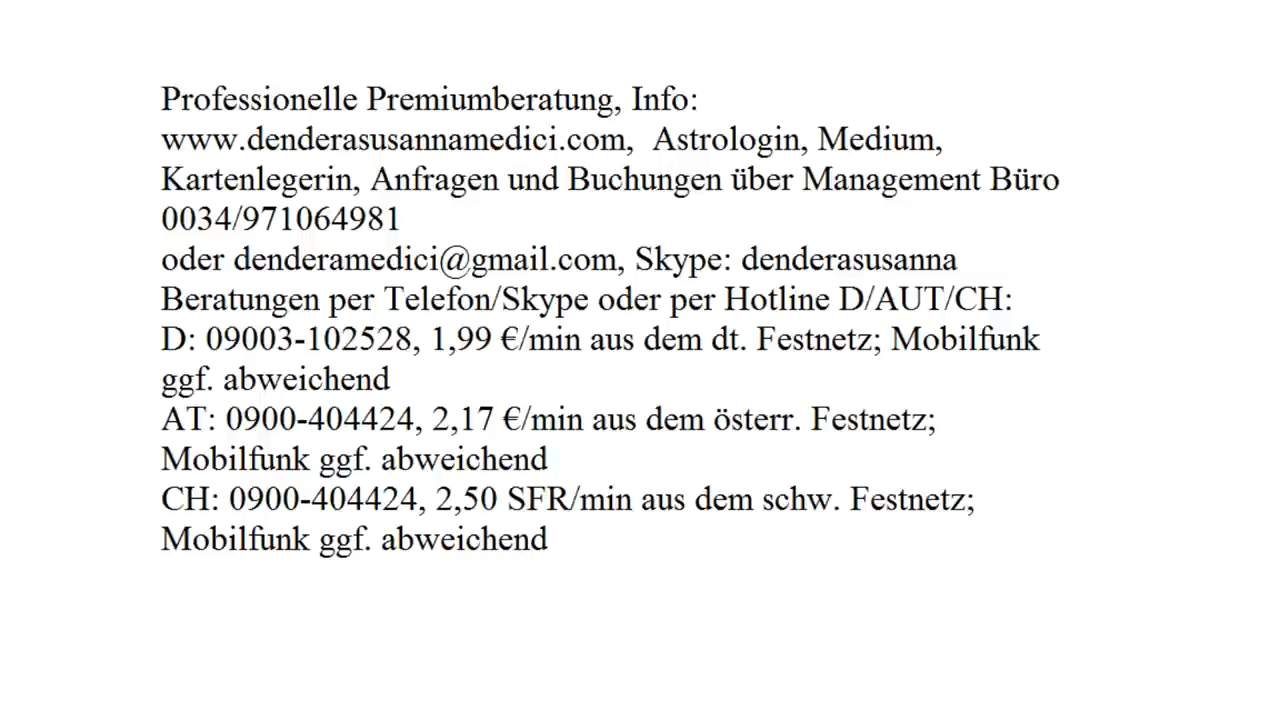 Professionelle Premiumberatung, Info:
www.denderasusannamedici.com,  Astrologin, Medium,
Kartenlegerin, Anfragen und Buchungen über Management Büro
0034/971064981
oder denderamedici@gmail.com, Skype: denderasusanna
Beratungen per Telefon/Skype oder per Hotline D/AUT/CH:
D: 09003-102528, 1,99 €/min aus dem dt. Festnetz; Mobilfunk
ggf. abweichend
AT: 0900-404424, 2,17 €/min aus dem österr. Festnetz;
Mobilfunk ggf. abweichend
CH: 0900-404424, 2,50 SFR/min aus dem schw. Festnetz;
Mobilfunk ggf. abweichend